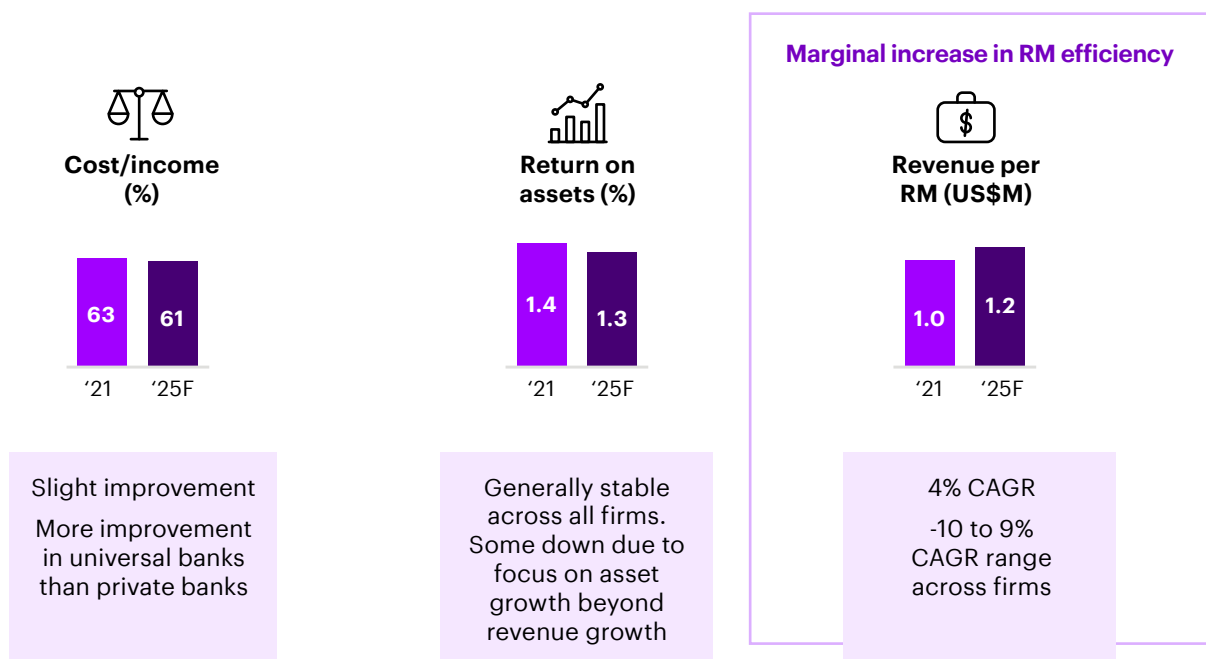 Marginal increase in RM efficiency
Cost/income
(%)
63
61
‘21
‘25F
Slight improvement
More improvement
in universal banks
than private banks
Return on
assets (%)
1.4
1.3
‘21
‘25F
Generally stable
across all firms.
Some down due to
focus on asset
growth beyond
revenue growth
$
Revenue per
RM (US$M)
1.0
1.2
‘21
‘25F
4% CAGR
-10 to 9%
CAGR range
across firms